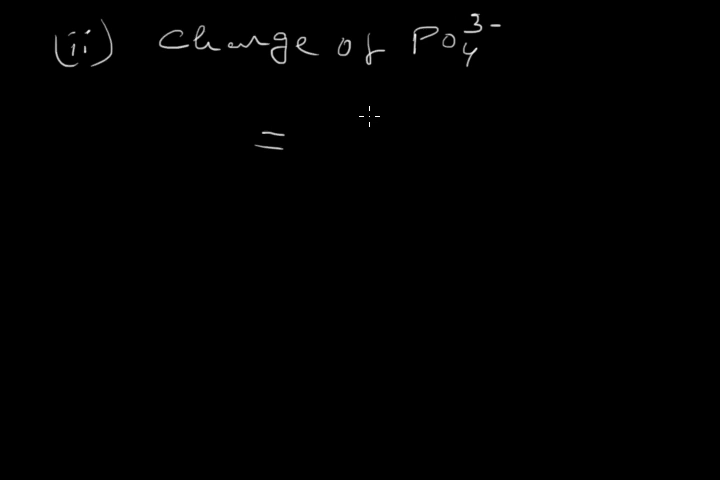 (ii) Charge of PO₄³⁻
=